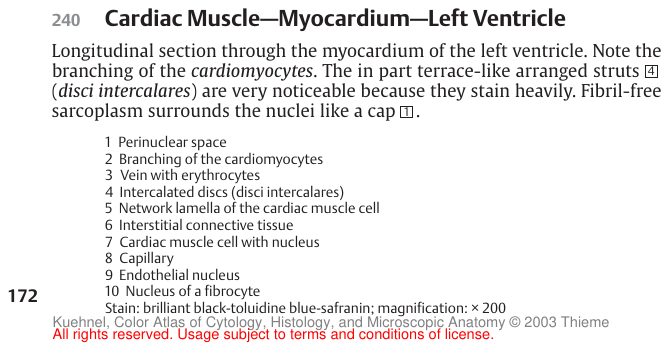 240 Cardiac Muscle—Myocardium—Left Ventricle
Longitudinal section through the myocardium of the left ventricle. Note the
branching of the cardiomyocytes. The in part terrace-like arranged struts 4
(disci intercalares) are very noticeable because they stain heavily. Fibril-free
sarcoplasm surrounds the nuclei like a cap 1.
1 Perinuclear space
2 Branching of the cardiomyocytes
3 Vein with erythrocytes
4 Intercalated discs (disci intercalares)
5 Network lamella of the cardiac muscle cell
6 Interstitial connective tissue
7 Cardiac muscle cell with nucleus
8 Capillary
9 Endothelial nucleus
10 Nucleus of a fibrocyte
172
Stain: brilliant black-toluidine blue-safranin; magnification: × 200
Kuehnel, Color Atlas of Cytology, Histology, and Microscopic Anatomy © 2003 Thieme
All rights reserved. Usage subject to terms and conditions of license.